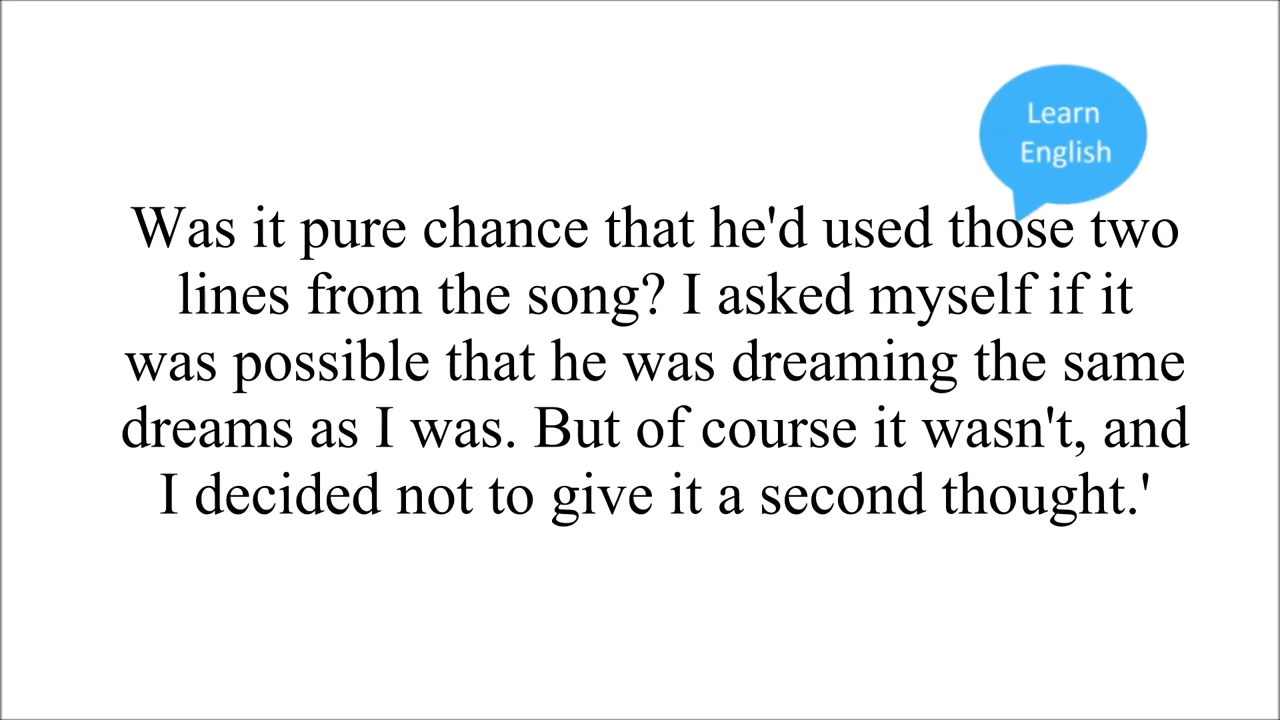 Learn
English
Was it pure chance that he'd used those two
lines from the song? I asked myself if it
was possible that he was dreaming the same
dreams as I was. But of course it wasn't, and
I decided not to give it a second thought.'